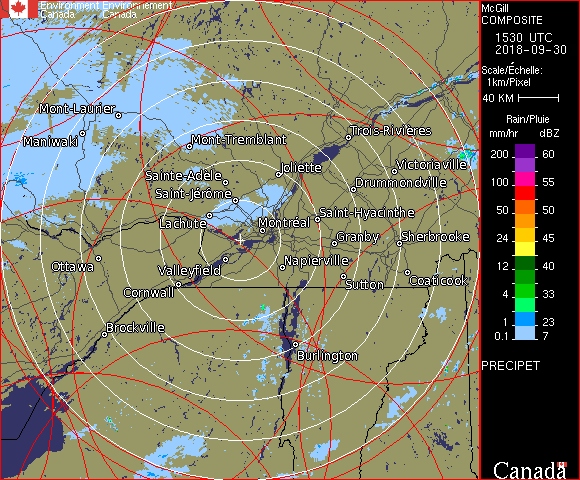 Environment Environnement
Canada Canada
McGill
COMPOSITE
1530 UTC
2018-09-30
Scale/Échelle:
1km/Pixel
40 KM
Rain/Pluie
mm/hr dBZ
200 60
100 55
50 50
24 45
12 40
4 33
1 23
0.1 7
PRECIPET
Canada
Mont-Laurier
Maniwaki
Mont-Tremblant
Trois-Rivières
Sainte-Adèle
Joliette
Victoriaville
Saint-Jérôme
Drummondville
Lachute
Montréal
Saint-Hyacinthe
Granby
Sherbrooke
Ottawa
Valleyfield
Napierville
Cornwall
Sutton
Coaticook
Brockville
Burlington